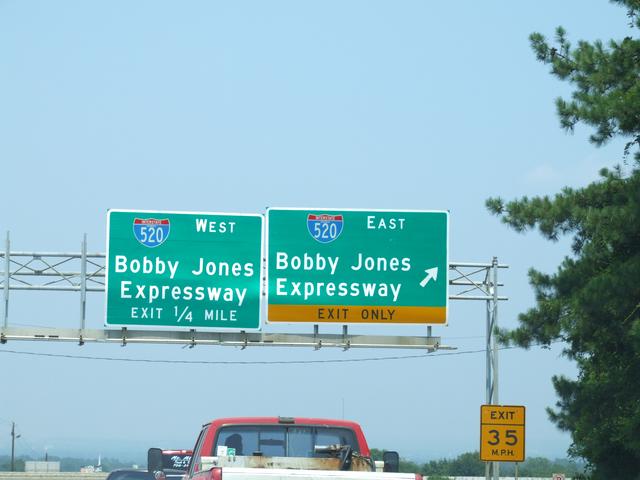 INTERSTATE
520
WEST
Bobby Jones
Expressway
EXIT 1/4 MILE
INTERSTATE
520
EAST
Bobby Jones
Expressway
EXIT ONLY
EXIT
35
M.P.H.